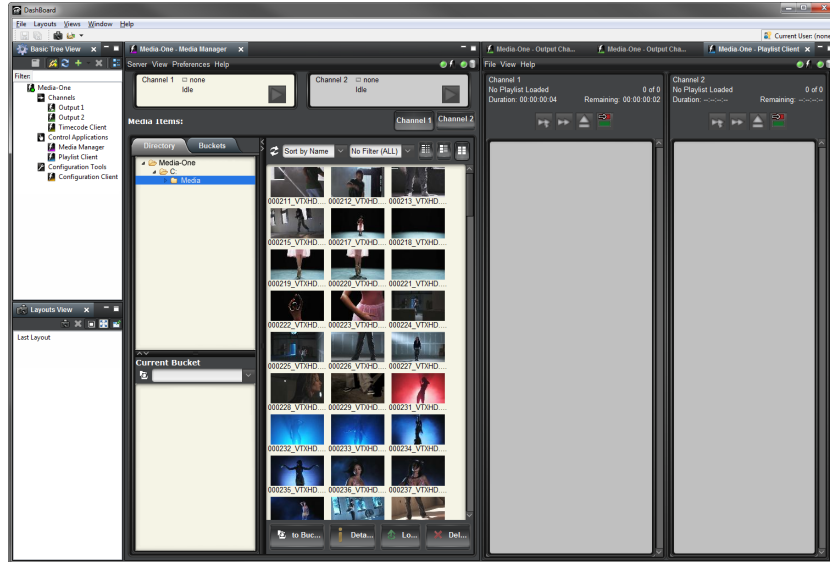 DashBoard
File Layouts Views Window Help
Current User: (none
Basic Tree View
Filter:
Media-One
Channels
Output 1
Output 2
Timecode Client
Control Applications
Media Manager
Playlist Client
Configuration Tools
Configuration Client
Layouts View
Last Layout
Media-One - Media Manager
Server View Preferences Help
Channel 1 none
Idle
Channel 2 none
Idle
Media Items:
Channel 1 Channel 2
Directory Buckets
Media-One
C:
Media
Current Bucket
Sort by Name No Filter (ALL)
000211_VTXHD... 000212_VTXHD... 000213_VTXHD...
000215_VTXHD... 000217_VTXHD... 000218_VTXHD...
000219_VTXHD... 000220_VTXHD... 000221_VTXHD...
000222_VTXHD... 000223_VTXHD... 000224_VTXHD...
000225_VTXHD... 000226_VTXHD... 000227_VTXHD...
000228_VTXHD... 000229_VTXHD... 000231_VTXHD...
000232_VTXHD... 000233_VTXHD... 000234_VTXHD...
000235_VTXHD... 000236_VTXHD... 000237_VTXHD...
to Buc... Deta... Lo... Del...
Media-One - Output Cha... Media-One - Output Cha... Media-One - Playlist Client
File View Help
Channel 1
No Playlist Loaded 0 of 0
Duration: 00:00:00:04 Remaining: 00:00:00:02
Channel 2
No Playlist Loaded 0 of 0
Duration: --:--:--:-- Remaining: --:--:--:--